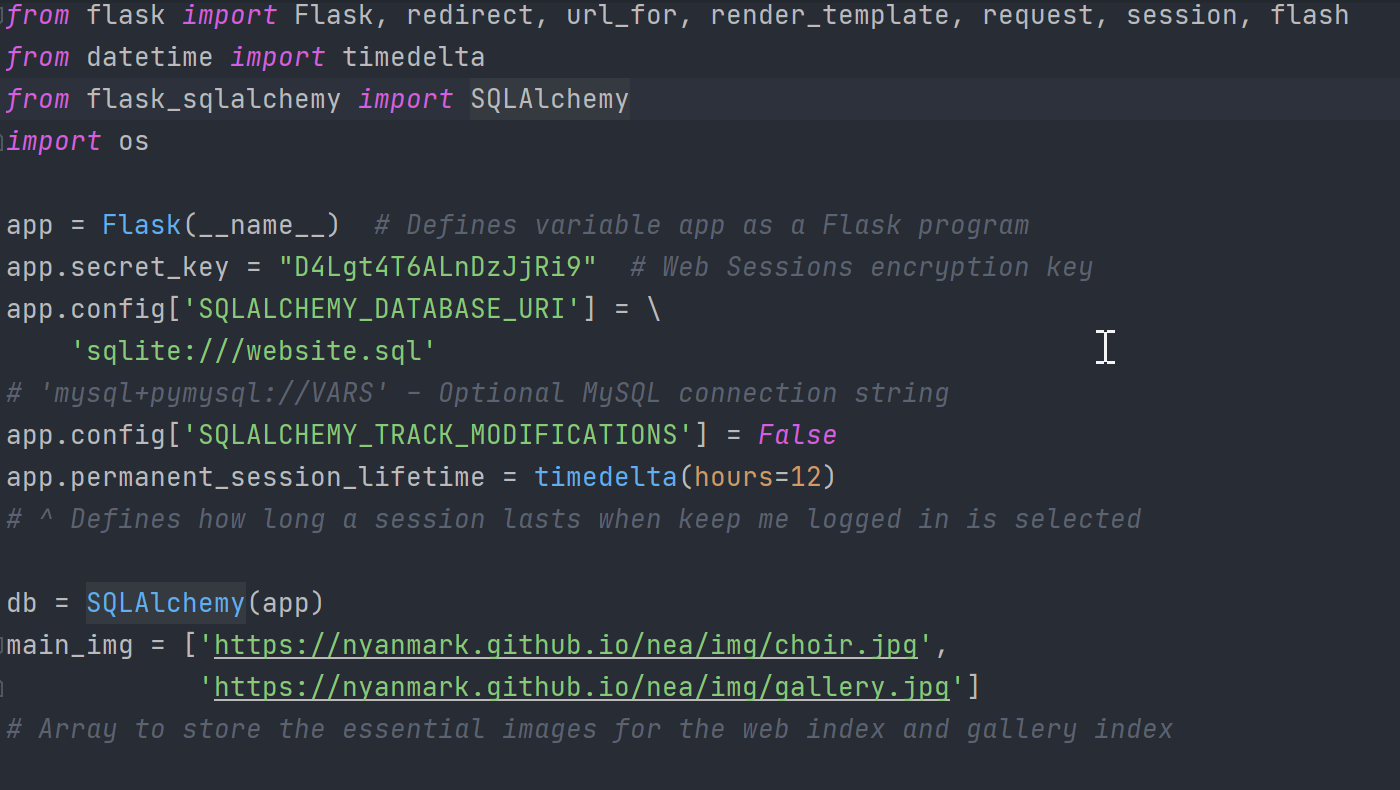 from flask import Flask, redirect, url_for, render_template, request, session, flash
from datetime import timedelta
from flask_sqlalchemy import SQLAlchemy
import os
app = Flask(__name__)  # Defines variable app as a Flask program
app.secret_key = "D4Lgt4T6ALnDzJjRi9"  # Web Sessions encryption key
app.config['SQLALCHEMY_DATABASE_URI'] = \
    'sqlite:///website.sql'
# 'mysql+pymysql://VARS' - Optional MySQL connection string
app.config['SQLALCHEMY_TRACK_MODIFICATIONS'] = False
app.permanent_session_lifetime = timedelta(hours=12)
# ^ Defines how long a session lasts when keep me logged in is selected
db = SQLAlchemy(app)
main_img = ['https://nyanmark.github.io/nea/img/choir.jpg',
            'https://nyanmark.github.io/nea/img/gallery.jpg']
# Array to store the essential images for the web index and gallery index